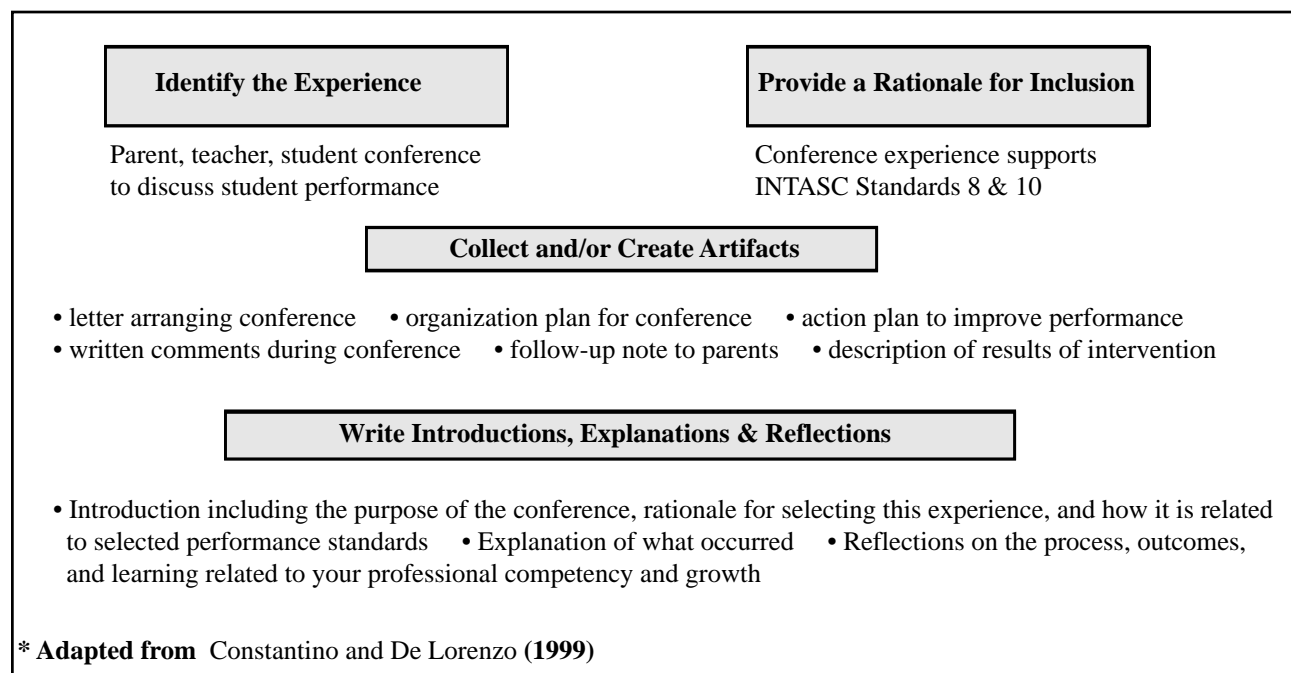 Identify the Experience
Provide a Rationale for Inclusion
Parent, teacher, student conference
to discuss student performance
Conference experience supports
INTASC Standards 8 & 10
Collect and/or Create Artifacts
• letter arranging conference • organization plan for conference • action plan to improve performance
• written comments during conference • follow-up note to parents • description of results of intervention
Write Introductions, Explanations & Reflections
• Introduction including the purpose of the conference, rationale for selecting this experience, and how it is related
to selected performance standards • Explanation of what occurred • Reflections on the process, outcomes,
and learning related to your professional competency and growth
* Adapted from Constantino and De Lorenzo (1999)